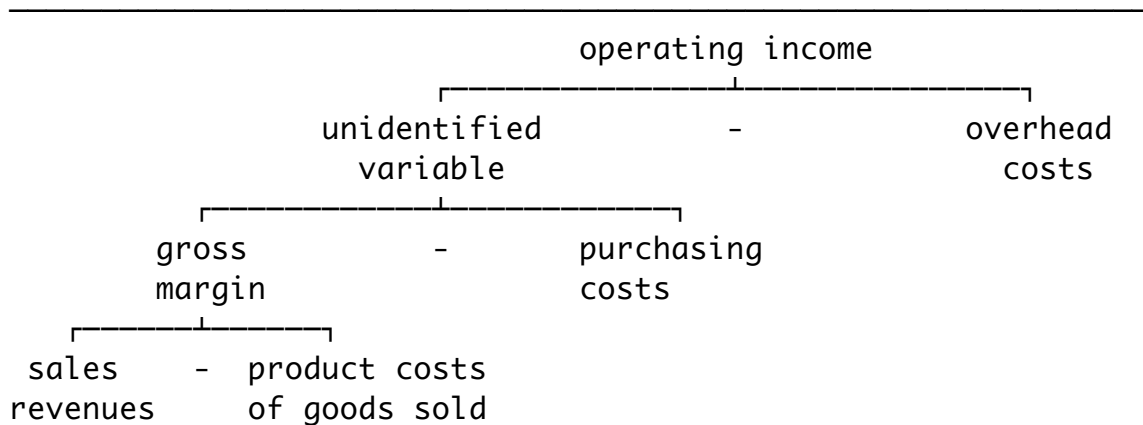 operating income
unidentified - overhead
variable costs
gross - purchasing
margin costs
sales - product costs
revenues of goods sold